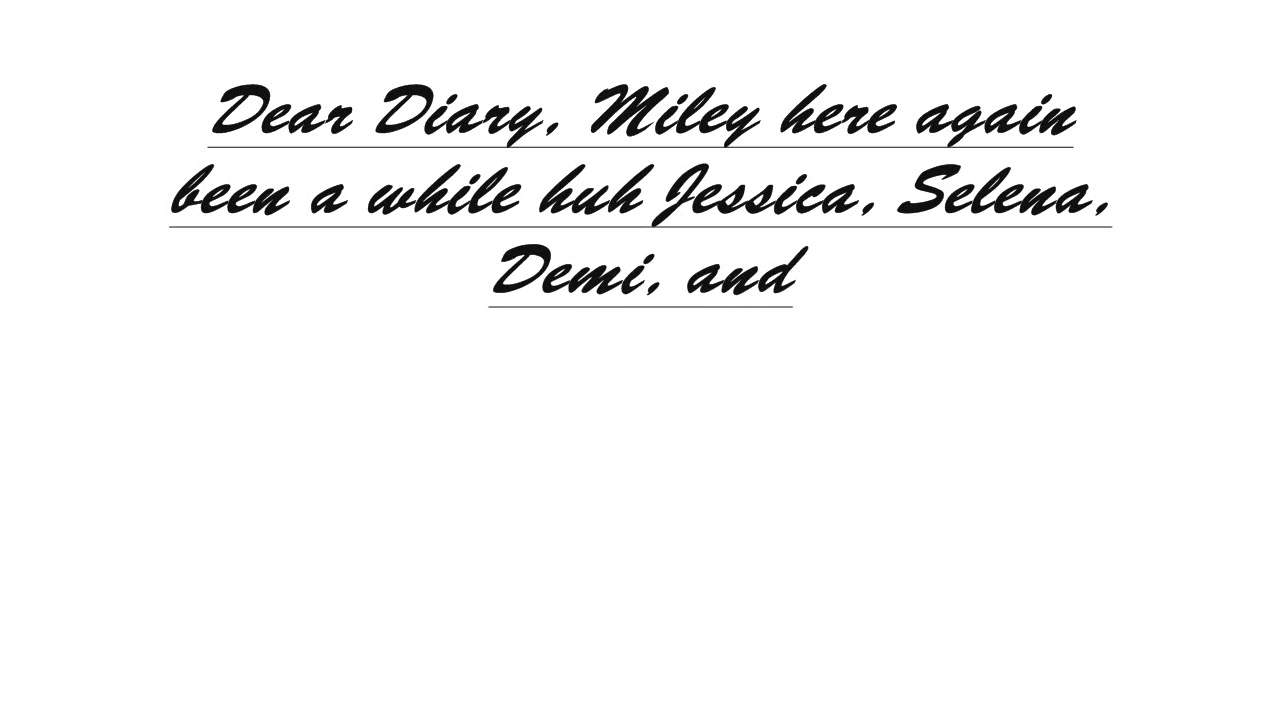 Dear Diary, Miley here again
been a while huh Jessica, Selena,
Demi, and